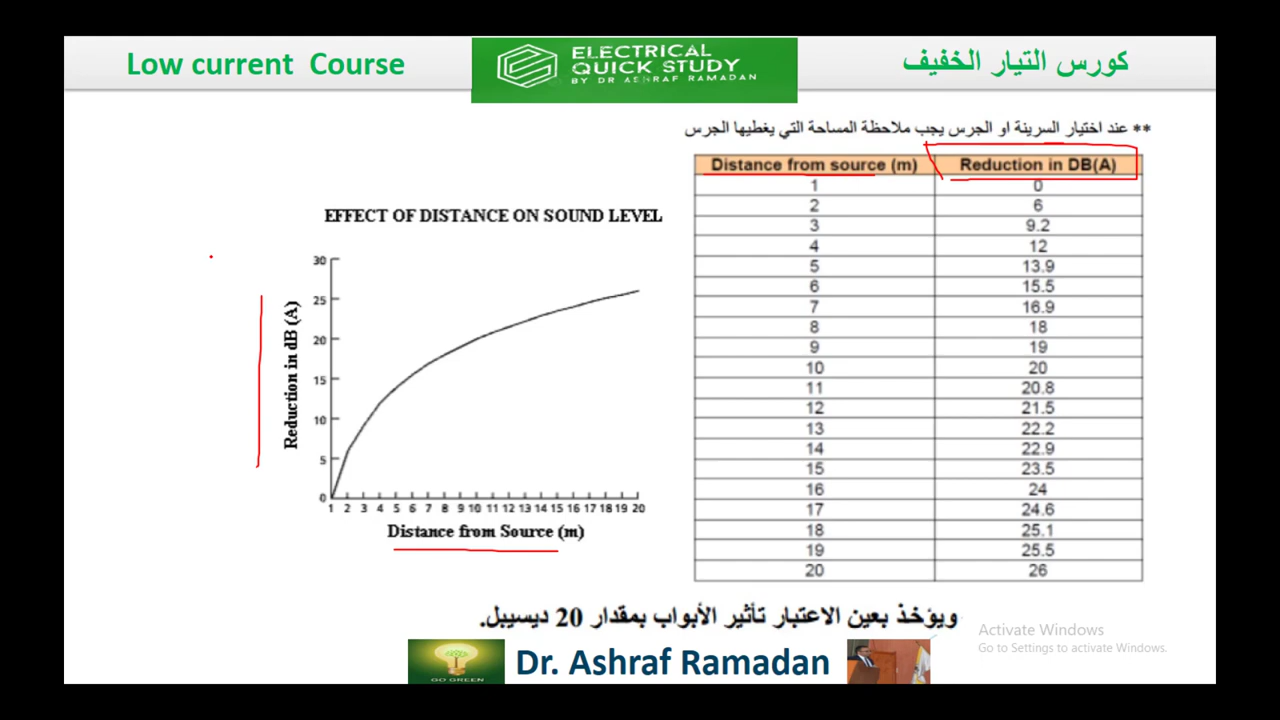 Low current Course
ELECTRICAL
QUICK STUDY
BY DR ASHRAF RAMADAN
كورس التيار الخفيف
** عند اختيار السرينة او الجرس يجب ملاحظة المساحة التي يغطيها الجرس
EFFECT OF DISTANCE ON SOUND LEVEL
Reduction in dB (A)
30
25
20
15
10
5
0
1 2 3 4 5 6 7 8 9 10 11 12 13 14 15 16 17 18 19 20
Distance from Source (m)
Distance from source (m) Reduction in DB(A)
1 0
2 6
3 9.2
4 12
5 13.9
6 15.5
7 16.9
8 18
9 19
10 20
11 20.8
12 21.5
13 22.2
14 22.9
15 23.5
16 24
17 24.6
18 25.1
19 25.5
20 26
ويؤخذ بعين الاعتبار تأثير الأبواب بمقدار 20 ديسيبل.
GO GREEN
Dr. Ashraf Ramadan
Activate Windows
Go to Settings to activate Windows.